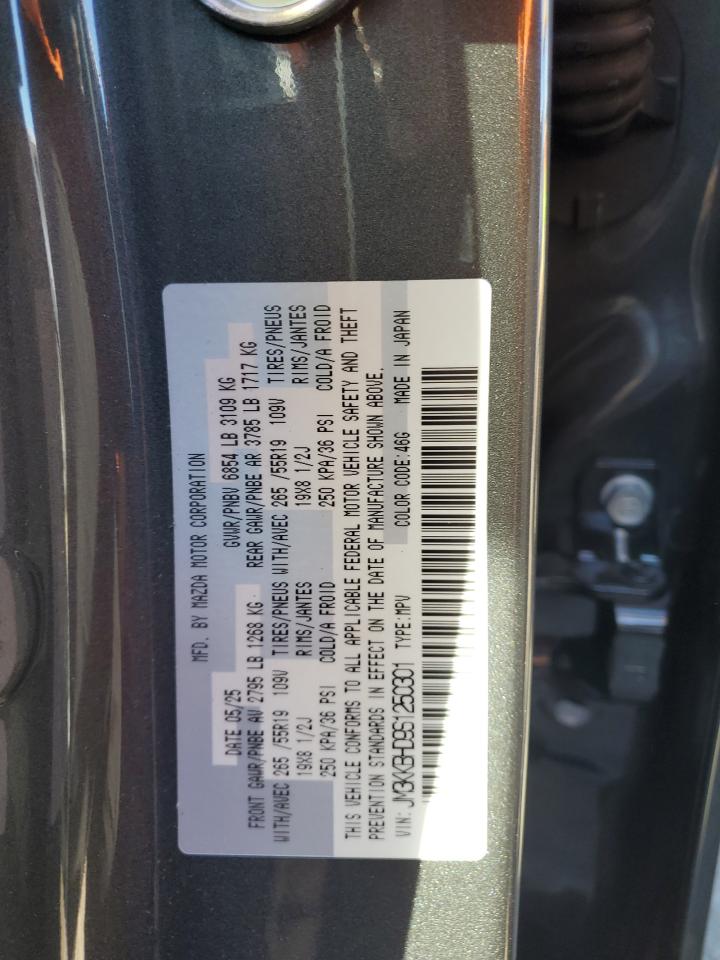 MFD. BY MAZDA MOTOR CORPORATION
DATE 05/25 GVWR/PNBV 6854 LB 3109 KG
FRONT GAWR/PNBE AV 2795 LB 1268 KG REAR GAWR/PNBE AR 3785 LB 1717 KG
WITH/AVEC 265 /55R19 109V TIRES/PNEUS WITH/AVEC 265 /55R19 109V TIRES/PNEUS
19X8 1/2J RIMS/JANTES 19X8 1/2J RIMS/JANTES
250 KPA/36 PSI COLD/A FROID 250 KPA/36 PSI COLD/A FROID
THIS VEHICLE CONFORMS TO ALL APPLICABLE FEDERAL MOTOR VEHICLE SAFETY AND THEFT
PREVENTION STANDARDS IN EFFECT ON THE DATE OF MANUFACTURE SHOWN ABOVE.
VIN: JM3KKBHD9S1250301 TYPE:MPV COLOR CODE:46G MADE IN JAPAN